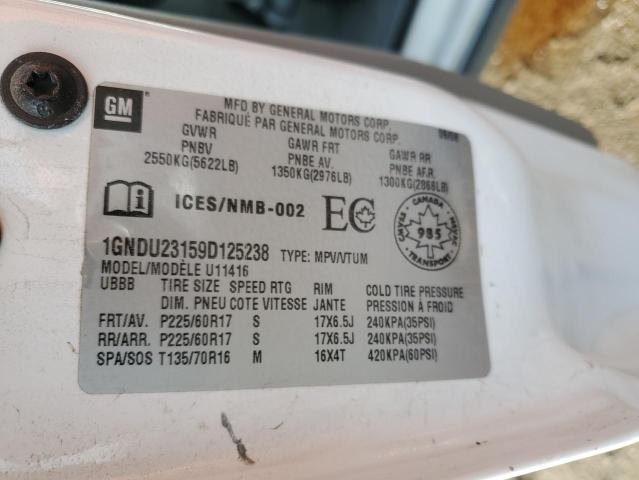 GM
MFD BY GENERAL MOTORS CORP.
FABRIQUÉ PAR GENERAL MOTORS CORP.
GVWR GAWR FRT GAWR RR
PNBV PNBE AV. PNBE AF.R.
2550KG(5622LB) 1350KG(2976LB) 1300KG(2868LB)
i ICES/NMB-002 EC
CANADA
985
1GNDU23159D125238 TYPE: MPV/VTUM
MODEL/MODÈLE U11416
UBBB TIRE SIZE SPEED RTG RIM COLD TIRE PRESSURE
DIM. PNEU COTE VITESSE JANTE PRESSION À FROID
FRT/AV. P225/60R17 S 17X6.5J 240KPA(35PSI)
RR/ARR. P225/60R17 S 17X6.5J 240KPA(35PSI)
SPA/SOS T135/70R16 M 16X4T 420KPA(60PSI)